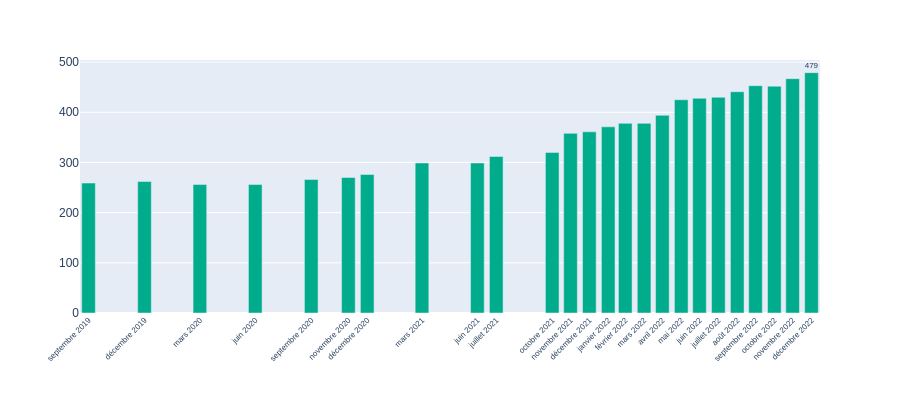 500
479
400
300
200
100
0
septembre 2019
décembre 2019
mars 2020
juin 2020
septembre 2020
novembre 2020
décembre 2020
mars 2021
juin 2021
juillet 2021
octobre 2021
novembre 2021
décembre 2021
janvier 2022
février 2022
mars 2022
avril 2022
mai 2022
juin 2022
juillet 2022
août 2022
septembre 2022
octobre 2022
novembre 2022
décembre 2022